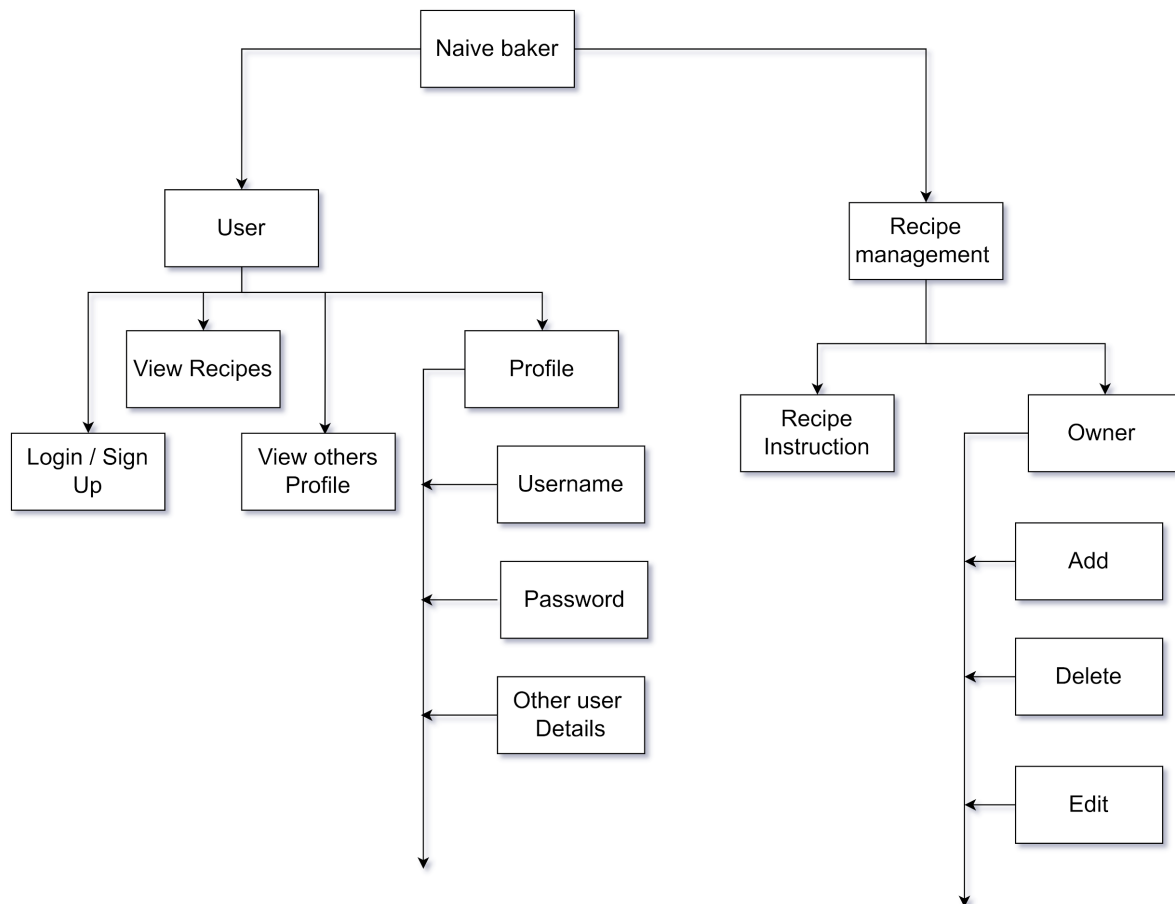 Naive baker
User
Recipe
management
View Recipes
Profile
Login / Sign
Up
View others
Profile
Username
Password
Other user
Details
Recipe
Instruction
Owner
Add
Delete
Edit